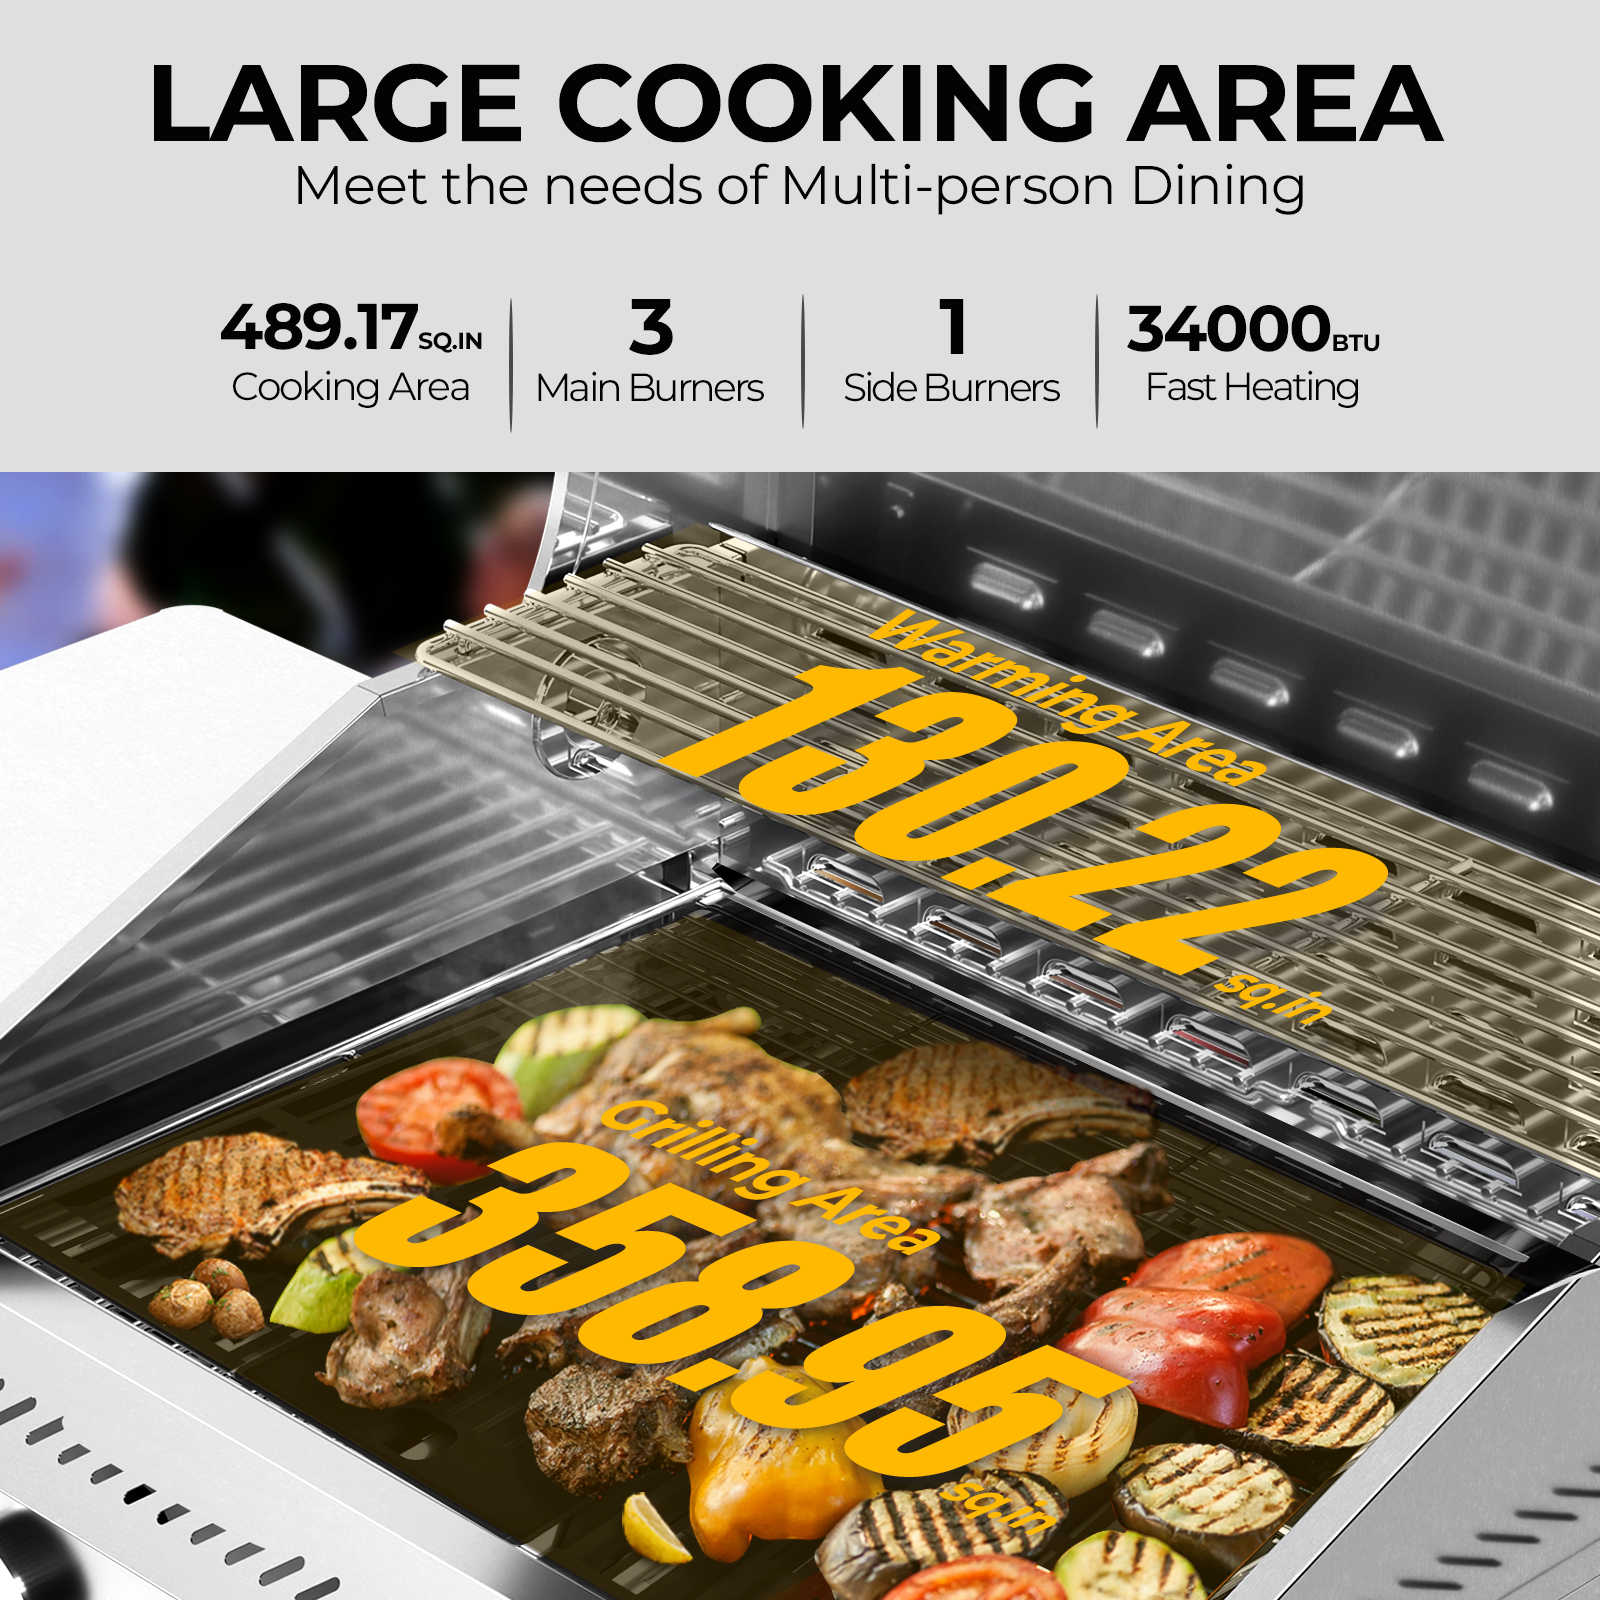 LARGE COOKING AREA
Meet the needs of Multi-person Dining
489.17SQ.IN
Cooking Area
3
Main Burners
1
Side Burners
34000BTU
Fast Heating
Warming Area
130.22
sq.in
Grilling Area
358.95
sq.in